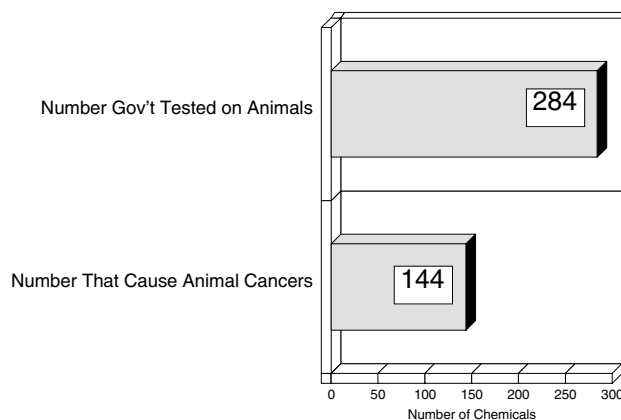 Number Gov't Tested on Animals
284
Number That Cause Animal Cancers
144
0 50 100 150 200 250 300
Number of Chemicals